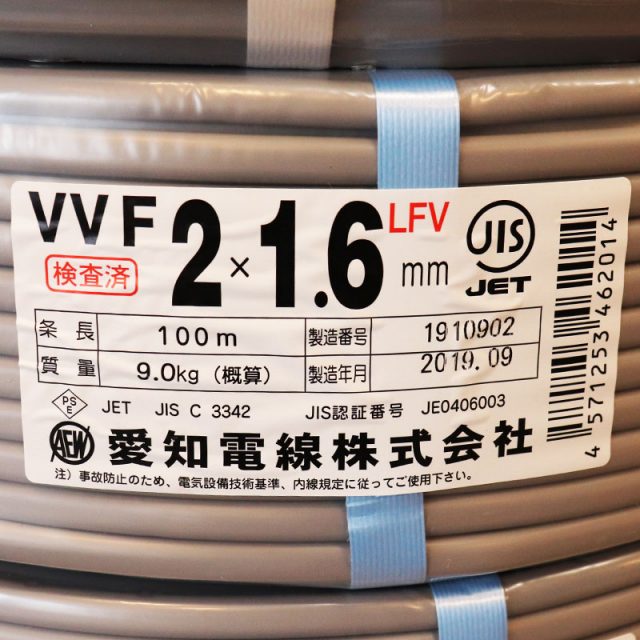 VVF 2×1.6 mm LFV
検査済
JIS
JET
条長 100m 製造番号 1910902
質量 9.0kg (概算) 製造年月 2019.09
PSE JET JIS C 3342 JIS認証番号 JE0406003
AEW 愛知電線株式会社
注）事故防止のため、電気設備技術基準、内線規定に従ってご使用下さい。
4571253462014